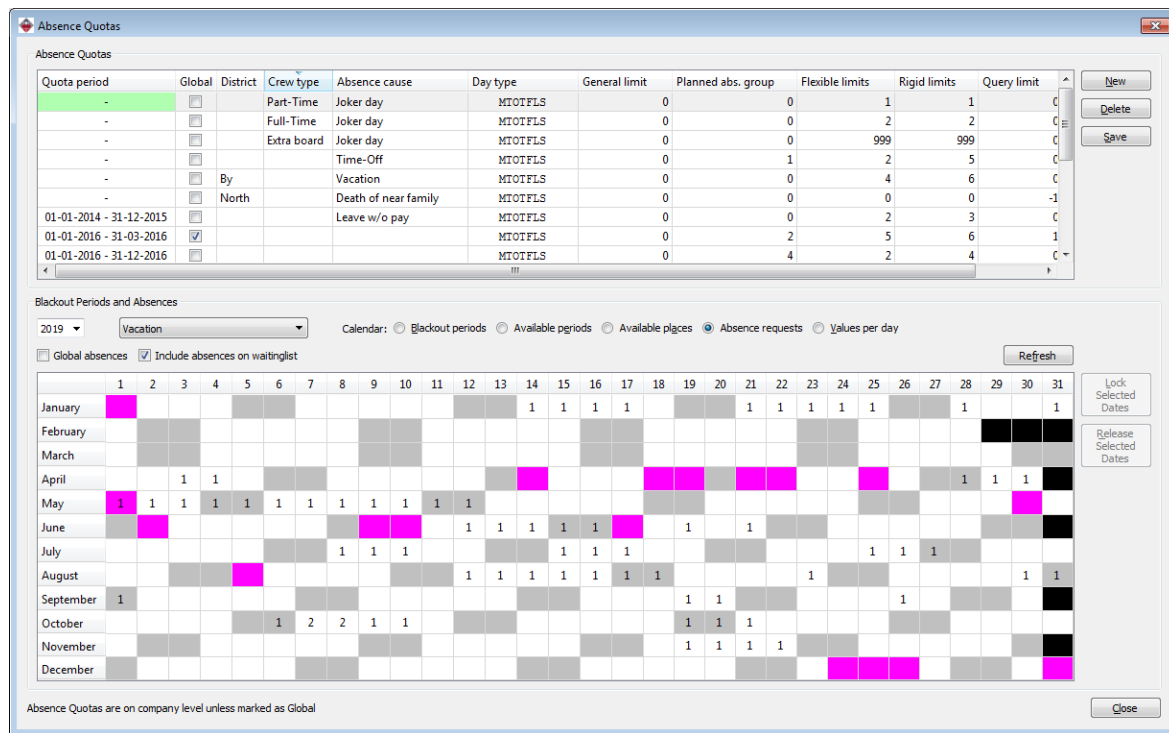 Absence Quotas
Absence Quotas
Quota period Global District Crew type Absence cause Day type General limit Planned abs. group Flexible limits Rigid limits Query limit
- Part-Time Joker day MTOTFLS 0 0 1 1 0
- Full-Time Joker day MTOTFLS 0 0 2 2 0
- Extra board Joker day MTOTFLS 0 0 999 999 0
- Time-Off MTOTFLS 0 1 2 5 0
- By Vacation MTOTFLS 0 0 4 6 0
- North Death of near family MTOTFLS 0 0 0 0 -1
01-01-2014 - 31-12-2015 Leave w/o pay MTOTFLS 0 0 2 3 0
01-01-2016 - 31-03-2016 MTOTFLS 0 2 5 6 1
01-01-2016 - 31-12-2016 MTOTFLS 0 4 2 4 0
New
Delete
Save
Blackout Periods and Absences
2019 Vacation Calendar: Blackout periods Available periods Available places Absence requests Values per day
Global absences Include absences on waitinglist Refresh
1 2 3 4 5 6 7 8 9 10 11 12 13 14 15 16 17 18 19 20 21 22 23 24 25 26 27 28 29 30 31
January 1 1 1 1 1 1 1 1 1 1 1
February
March
April 1 1 1 1 1
May 1 1 1 1 1 1 1 1 1 1 1 1
June 1 1 1 1 1 1 1
July 1 1 1 1 1 1 1 1 1
August 1 1 1 1 1 1 1 1 1 1
September 1 1 1 1
October 1 2 2 1 1 1 1 1
November 1 1 1 1
December
Lock
Selected
Dates
Release
Selected
Dates
Absence Quotas are on company level unless marked as Global
Close